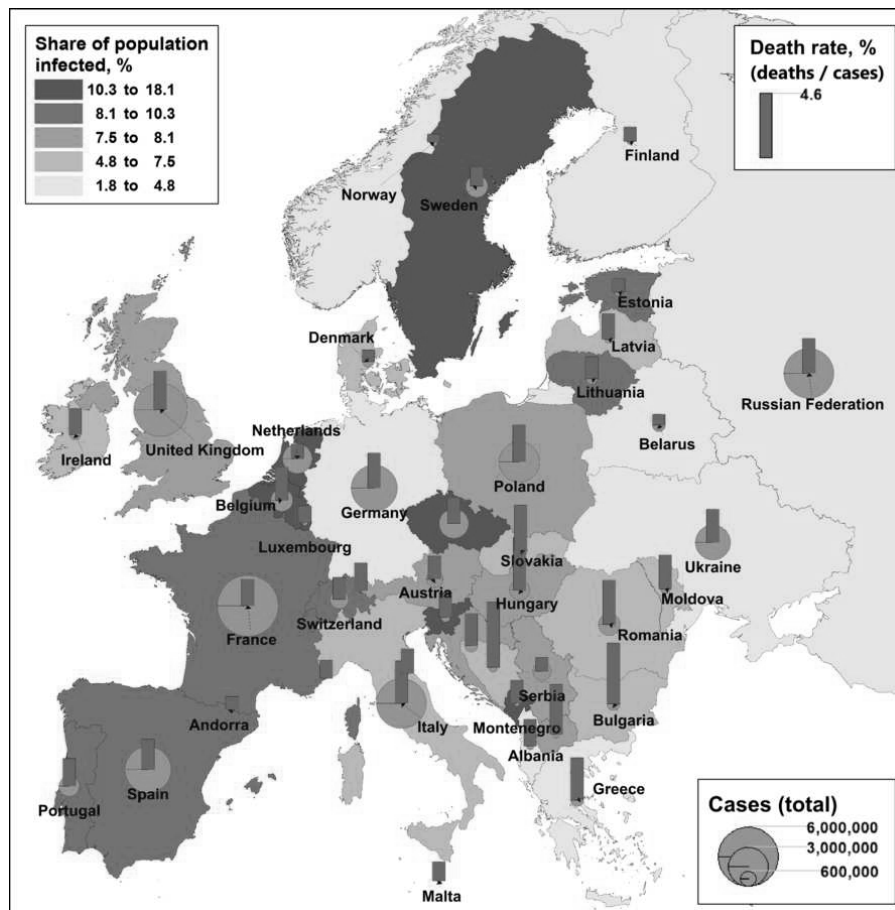 Share of population
infected, %
10.3 to 18.1
8.1 to 10.3
7.5 to 8.1
4.8 to 7.5
1.8 to 4.8
Death rate, %
(deaths / cases)
4.6
Finland
Norway
Sweden
Estonia
Denmark
Latvia
Lithuania
Russian Federation
Netherlands
Belarus
Ireland
United Kingdom
Poland
Belgium
Germany
Luxembourg
Slovakia
Ukraine
Austria
Moldova
Hungary
Switzerland
Romania
France
Serbia
Andorra
Italy
Montenegro
Bulgaria
Albania
Spain
Greece
Portugal
Malta
Cases (total)
6,000,000
3,000,000
600,000